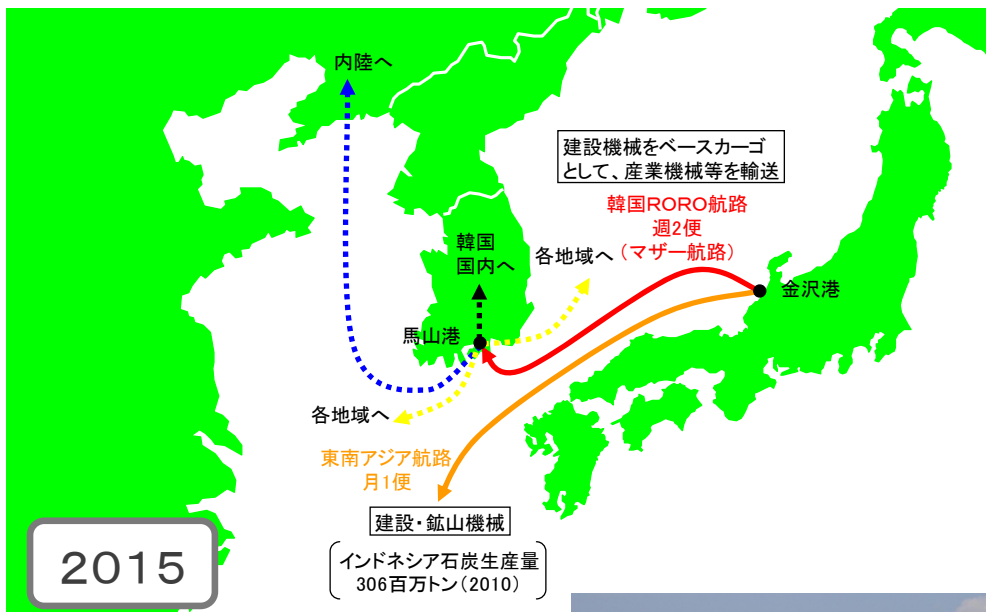 内陸へ
建設機械をベースカーゴ
として、産業機械等を輸送
韓国RORO航路
週2便
（マザー航路）
韓国
国内へ
各地域へ
金沢港
馬山港
各地域へ
東南アジア航路
月1便
建設・鉱山機械
インドネシア石炭生産量
306百万トン（2010）
2015